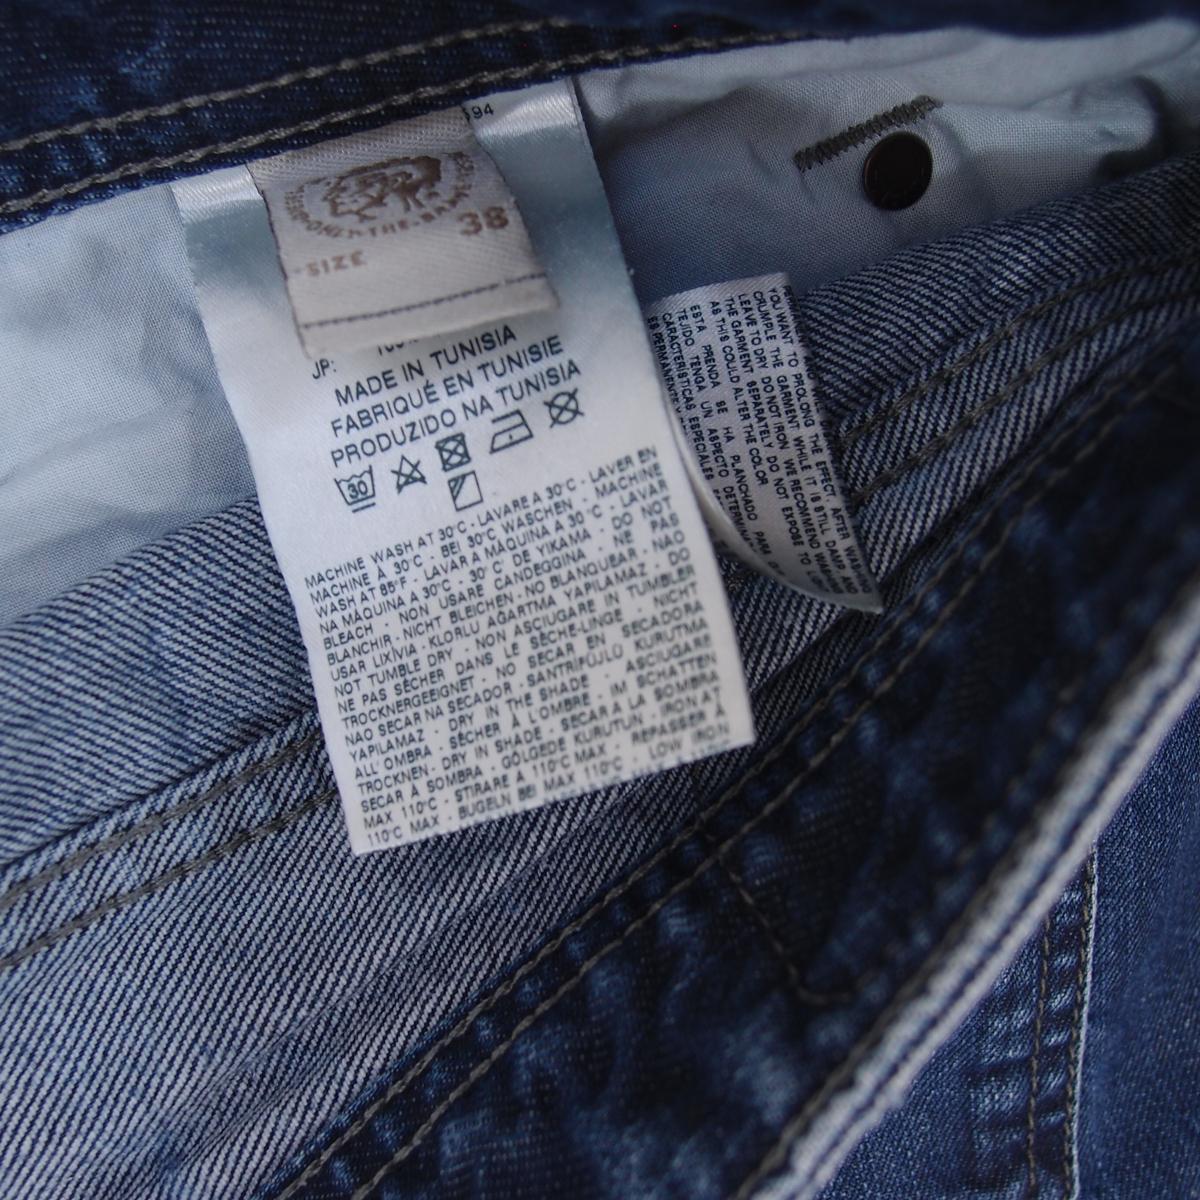 594
38
SIZE
JP:
MADE IN TUNISIA
FABRIQUÉ EN TUNISIE
PRODUZIDO NA TUNISIA
30
MACHINE WASH AT 30°C - LAVARE A 30°C - LAVER EN
MACHINE À 30°C - BEI 30°C WASCHEN - MACHINE
WASH AT 85°F - LAVAR A MÁQUINA A 30°C - LAVAR
NA MÁQUINA A 30°C - 30°C' DE YIKAMA - DO NOT
BLEACH - NON USARE CANDEGGINA - NE PAS
BLANCHIR - NICHT BLEICHEN - NO BLANQUEAR - NAO
USAR LIXIVIA - KLORLU AGARTMA YAPILAMAZ - DO
NOT TUMBLE DRY - NON ASCIUGARE IN TUMBLER
NE PAS SÉCHER DANS LE SÈCHE-LINGE - NICHT
TROCKNERGEEIGNET - NO SECAR EN SECADORA
NAO SECAR NA SECADOR - SANTRIFÜJLÜ KURUTMA
YAPILAMAZ - DRY IN THE SHADE - ASCIUGARE
ALL' OMBRA - SÉCHER À L'OMBRE - IM SCHATTEN
TROCKNEN - DRY IN SHADE - SECAR A LA SOMBRA
SECAR À SOMBRA - GÖLGEDE KURUTUN - IRON AT
MAX 110°C - STIRARE A 110°C MAX - REPASSER À
110°C MAX - BÜGELN BEI MAX 110°C - LOW IRON
YOU WANT TO PROLONG THE EFFECT, AFTER WASHING
CRUMPLE THE GARMENT WHILE IT IS STILL DAMP AND
LEAVE TO DRY DO NOT IRON WE RECOMMEND WASHING
THE GARMENT SEPARATELY DO NOT EXPOSE TO
AS THIS COULD ALTER THE COLOR
ESTA PRENDA SE HA PLANCHADO PARA
TEJIDO TENGA UN ASPECTO
CARACTERÍSTICAS ESPECIALES
ES PERMANENTE